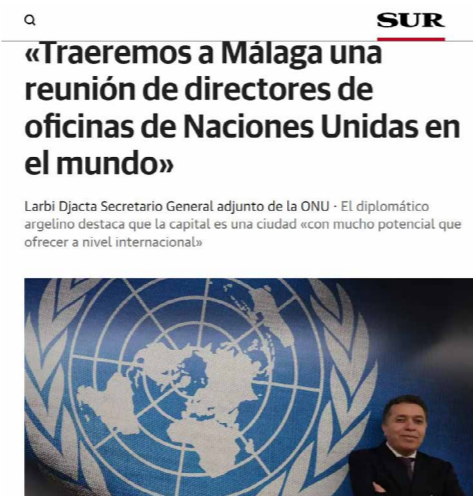 SUR
«Traeremos a Málaga una
reunión de directores de
oficinas de Naciones Unidas en
el mundo»
Larbi Djacta Secretario General adjunto de la ONU · El diplomático
argelino destaca que la capital es una ciudad «con mucho potencial que
ofrecer a nivel internacional»